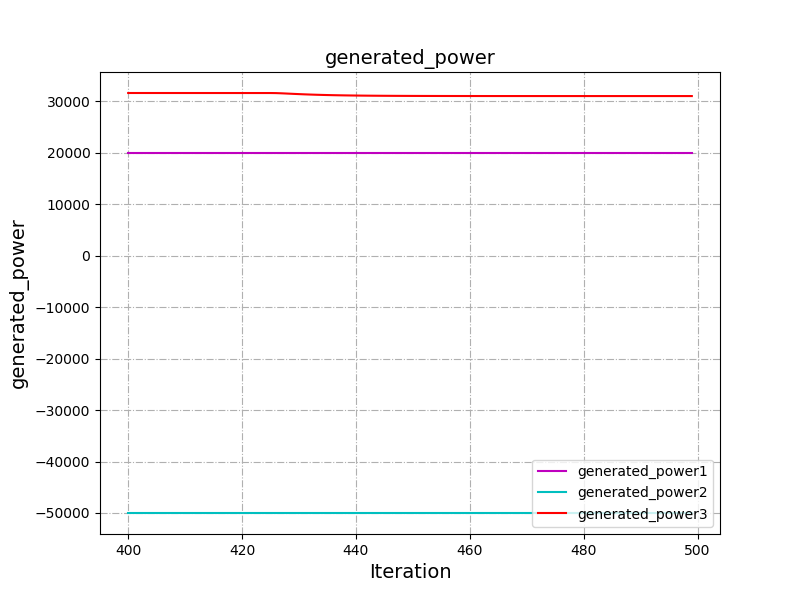 generated_power
generated_power
30000
20000
10000
0
−10000
−20000
−30000
−40000
−50000
generated_power1
generated_power2
generated_power3
400
420
440
460
480
500
Iteration